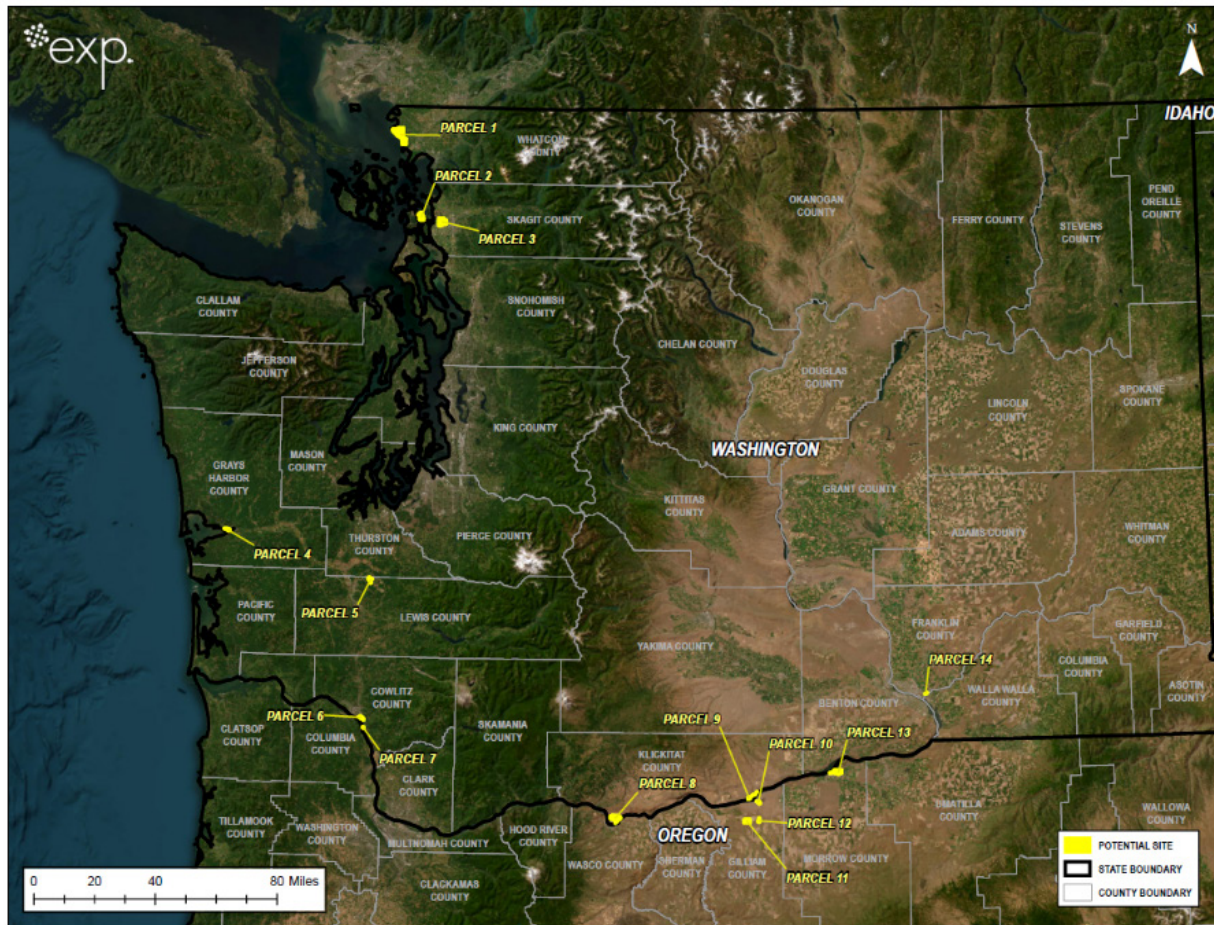 exp.
N
IDAHO
PARCEL 1
WHATCOM
COUNTY
PARCEL 2
OKANOGAN
COUNTY
FERRY COUNTY
STEVENS
COUNTY
PEND
OREILLE
COUNTY
SKAGIT COUNTY
PARCEL 3
CLALLAM
COUNTY
SNOHOMISH
COUNTY
CHELAN COUNTY
JEFFERSON
COUNTY
DOUGLAS
COUNTY
LINCOLN
COUNTY
SPOKANE
COUNTY
KING COUNTY
WASHINGTON
MASON
COUNTY
GRAYS
HARBOR
COUNTY
KITTITAS
COUNTY
GRANT COUNTY
ADAMS COUNTY
WHITMAN
COUNTY
PARCEL 4
THURSTON
COUNTY
PIERCE COUNTY
PARCEL 5
PACIFIC
COUNTY
LEWIS COUNTY
FRANKLIN
COUNTY
GARFIELD
COUNTY
YAKIMA COUNTY
PARCEL 14
COLUMBIA
COUNTY
WALLA WALLA
COUNTY
ASOTIN
COUNTY
COWLITZ
COUNTY
BENTON COUNTY
PARCEL 6
SKAMANIA
COUNTY
PARCEL 9
CLATSOP
COUNTY
COLUMBIA
COUNTY
PARCEL 7
PARCEL 10
PARCEL 13
KLICKITAT
COUNTY
CLARK
COUNTY
PARCEL 8
UMATILLA
COUNTY
WALLOWA
COUNTY
TILLAMOOK
COUNTY
WASHINGTON
COUNTY
MULTNOMAH COUNTY
HOOD RIVER
COUNTY
OREGON
PARCEL 12
WASCO COUNTY
SHERMAN
COUNTY
GILLIAM
COUNTY
MORROW COUNTY
PARCEL 11
CLACKAMAS
COUNTY
0 20 40 80 Miles
POTENTIAL SITE
STATE BOUNDARY
COUNTY BOUNDARY